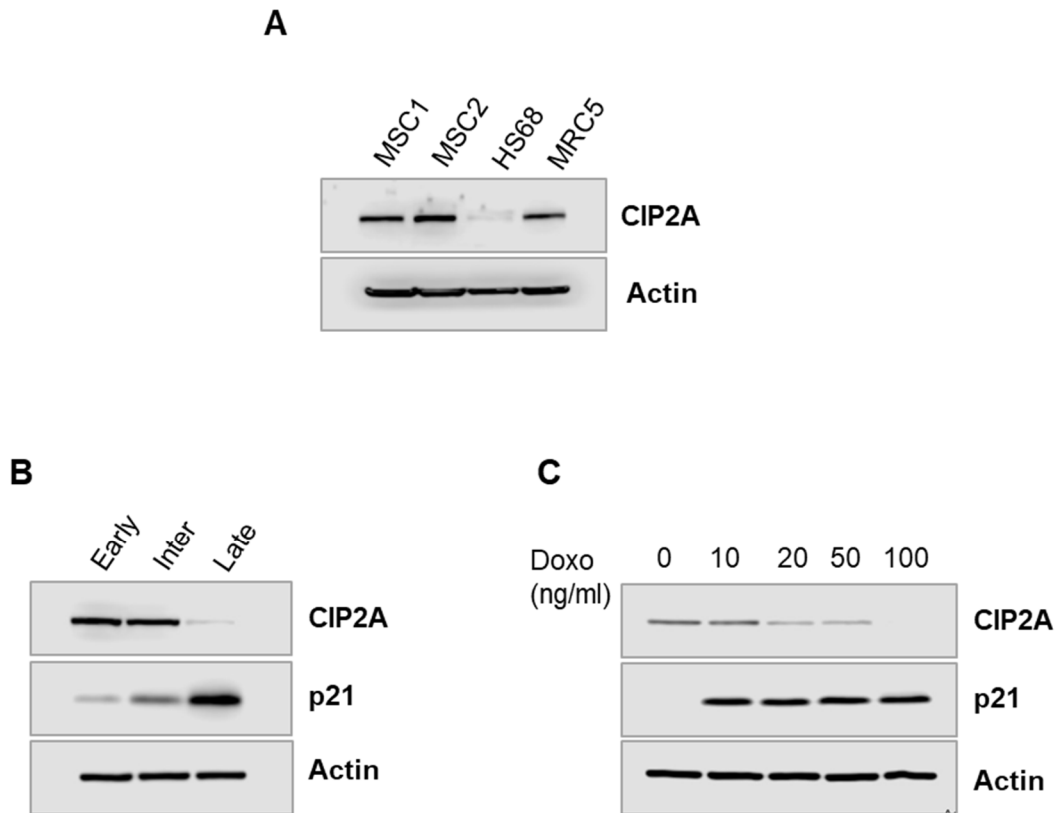 A
MSC1 MSC2 HS68 MRC5
CIP2A
Actin
B
Early Inter Late
CIP2A
p21
Actin
C
Doxo 0 10 20 50 100
(ng/ml)
CIP2A
p21
Actin